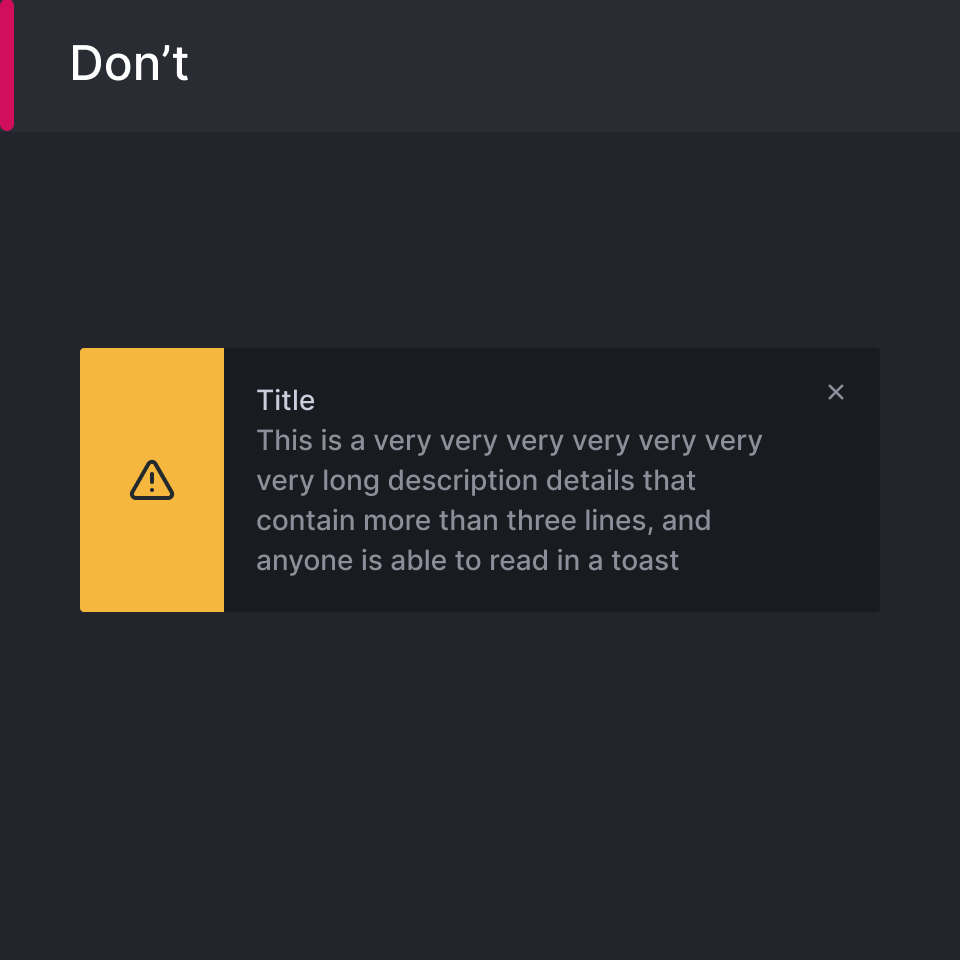 Don’t
Title
This is a very very very very very very
very long description details that
contain more than three lines, and
anyone is able to read in a toast